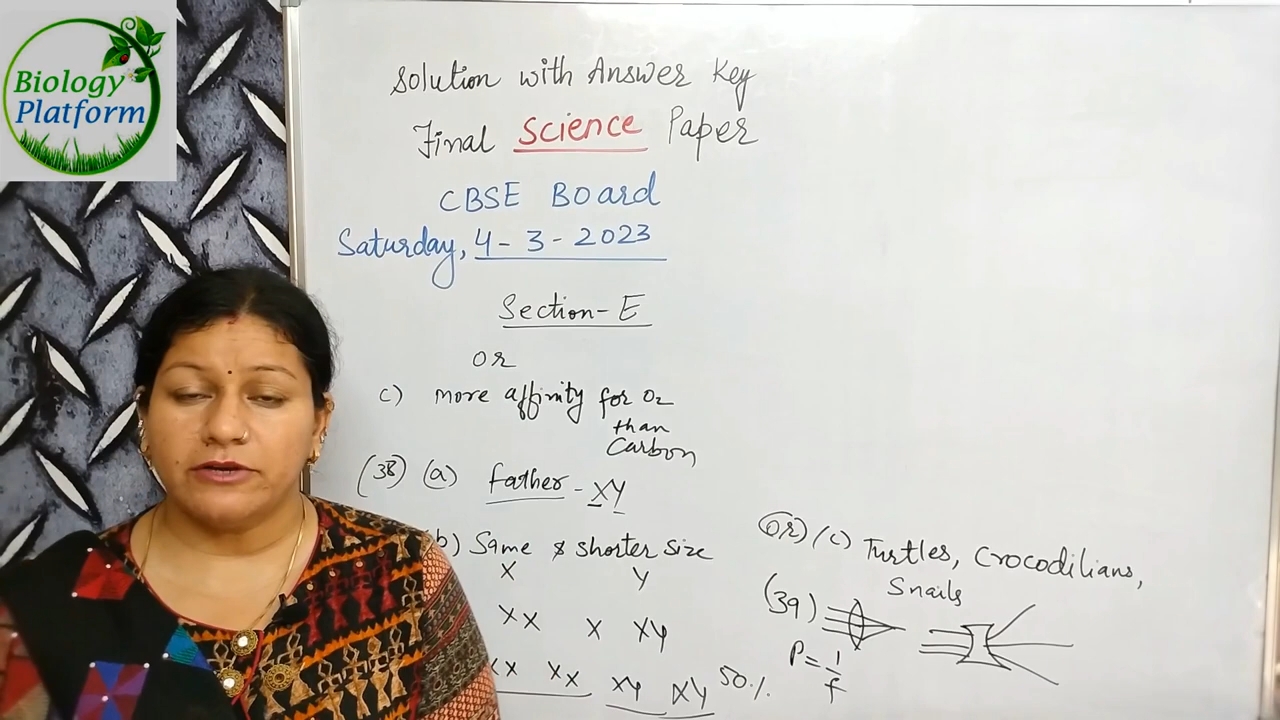 Biology
Platform
Solution with Answer Key
Final Science Paper
CBSE Board
Saturday, 4-3-2023
Section-E
OR
c) more affinity for O₂
than
Carbon
(38) (a) Father - XY
b) Same & shorter size
X Y
XX X XY
XX XX XY XY 50%
OR) (c) Turtles, Crocodilians,
Snails
(39)
P = 1/f